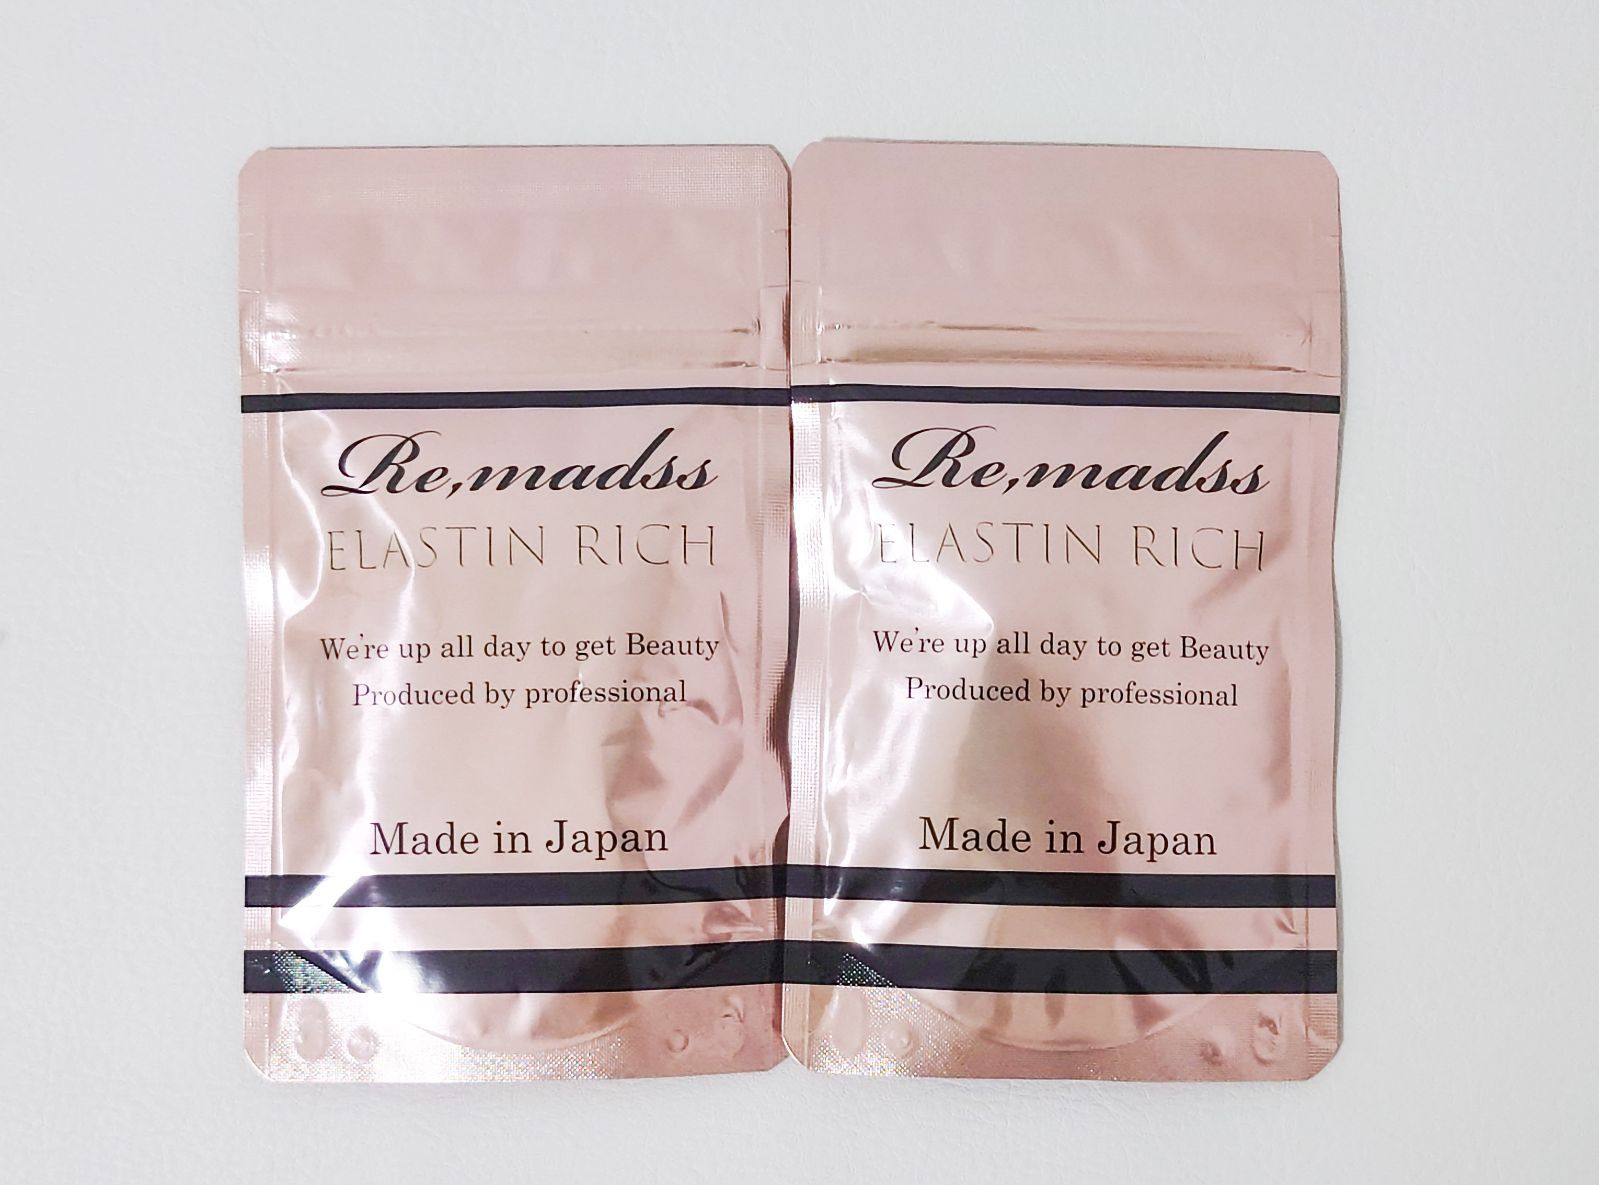 Re,madss
ELASTIN RICH
We're up all day to get Beauty
Produced by professional
Made in Japan
Re,madss
ELASTIN RICH
We're up all day to get Beauty
Produced by professional
Made in Japan